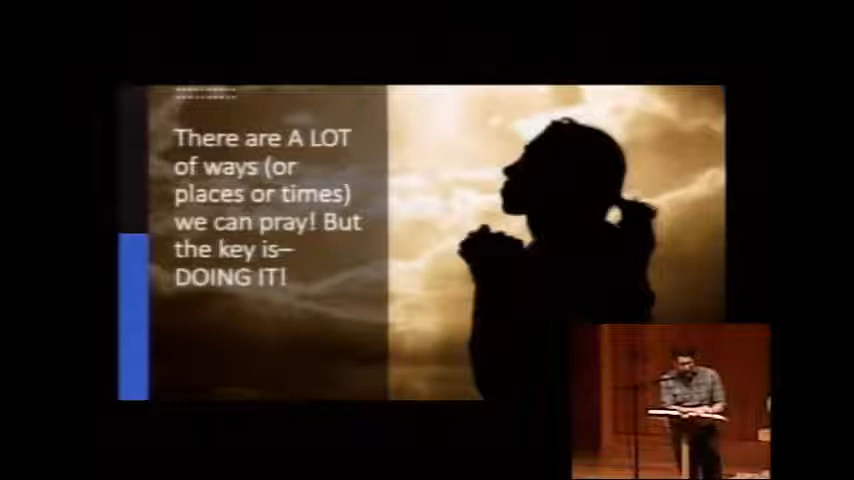 There are A LOT
of ways (or
places or times)
we can pray! But
the key is–
DOING IT!